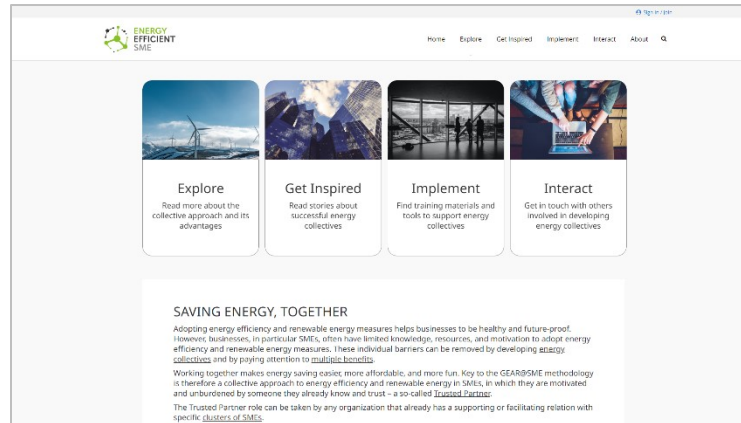 Sign in / Join
ENERGY
EFFICIENT
SME
Home Explore Get Inspired Implement Interact About
Explore
Read more about the
collective approach and its
advantages
Get Inspired
Read stories about
successful energy
collectives
Implement
Find training materials and
tools to support energy
collectives
Interact
Get in touch with others
involved in developing
energy collectives
SAVING ENERGY, TOGETHER
Adopting energy efficiency and renewable energy measures helps businesses to be healthy and future-proof.
However, businesses, in particular SMEs, often have limited knowledge, resources, and motivation to adopt energy
efficiency and renewable energy measures. These individual barriers can be removed by developing energy
collectives and by paying attention to multiple benefits.
Working together makes energy saving easier, more affordable, and more fun. Key to the GEAR@SME methodology
is therefore a collective approach to energy efficiency and renewable energy in SMEs, in which they are motivated
and unburdened by someone they already know and trust – a so-called Trusted Partner.
The Trusted Partner role can be taken by any organization that already has a supporting or facilitating relation with
specific clusters of SMEs.